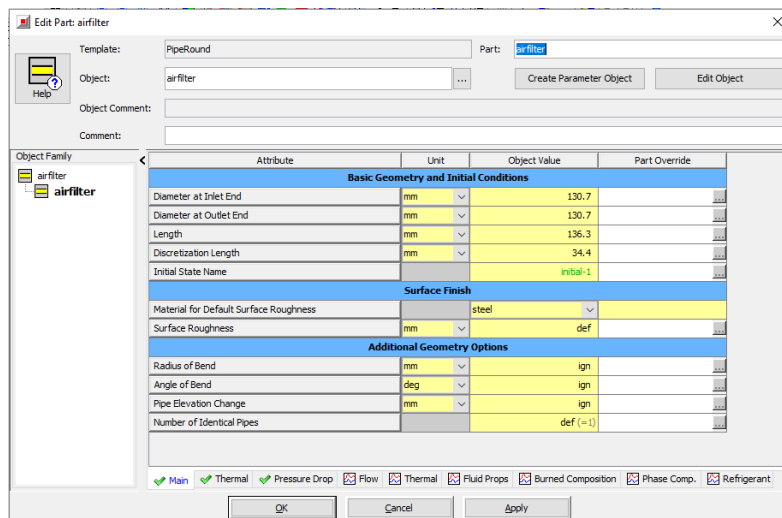 Edit Part: airfilter
Template: PipeRound Part: airfilter
Help
Object: airfilter ... Create Parameter Object Edit Object
Object Comment:
Comment:
Object Family
airfilter
airfilter
Attribute Unit Object Value Part Override
Basic Geometry and Initial Conditions
Diameter at Inlet End mm 130.7 ...
Diameter at Outlet End mm 130.7 ...
Length mm 136.3 ...
Discretization Length mm 34.4 ...
Initial State Name initial-1 ...
Surface Finish
Material for Default Surface Roughness steel
Surface Roughness mm def ...
Additional Geometry Options
Radius of Bend mm ign ...
Angle of Bend deg ign ...
Pipe Elevation Change mm ign ...
Number of Identical Pipes def (=1) ...
Main Thermal Pressure Drop Flow Thermal Fluid Props Burned Composition Phase Comp. Refrigerant
OK Cancel Apply